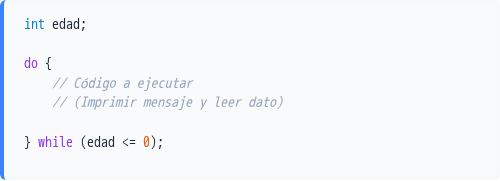 int edad;
do {
// Código a ejecutar
// (Imprimir mensaje y leer dato)
} while (edad <= 0);